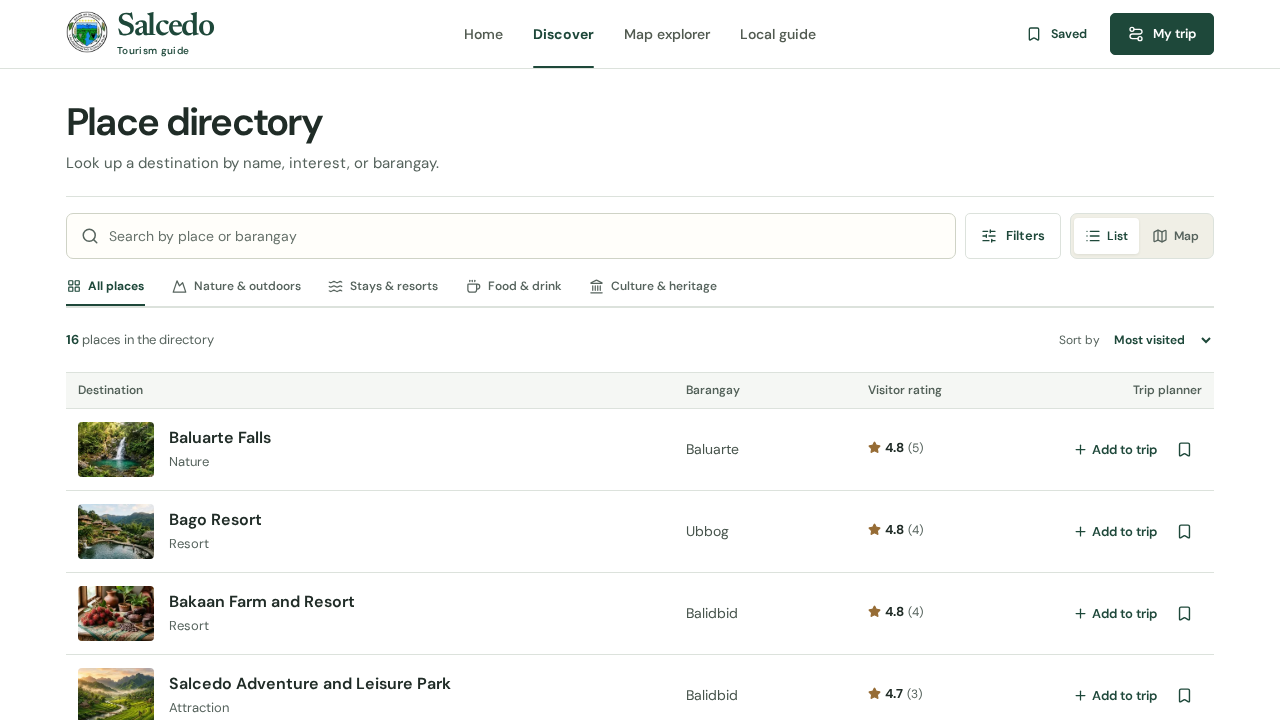 Salcedo
Tourism guide
Home
Discover
Map explorer
Local guide
Saved
My trip
Place directory
Look up a destination by name, interest, or barangay.
Search by place or barangay
Filters
List
Map
All places
Nature & outdoors
Stays & resorts
Food & drink
Culture & heritage
16 places in the directory
Sort by
Most visited
Destination
Barangay
Visitor rating
Trip planner
Baluarte Falls
Nature
Baluarte
4.8 (5)
Add to trip
Bago Resort
Resort
Ubbog
4.8 (4)
Add to trip
Bakaan Farm and Resort
Resort
Balidbid
4.8 (4)
Add to trip
Salcedo Adventure and Leisure Park
Attraction
Balidbid
4.7 (3)
Add to trip